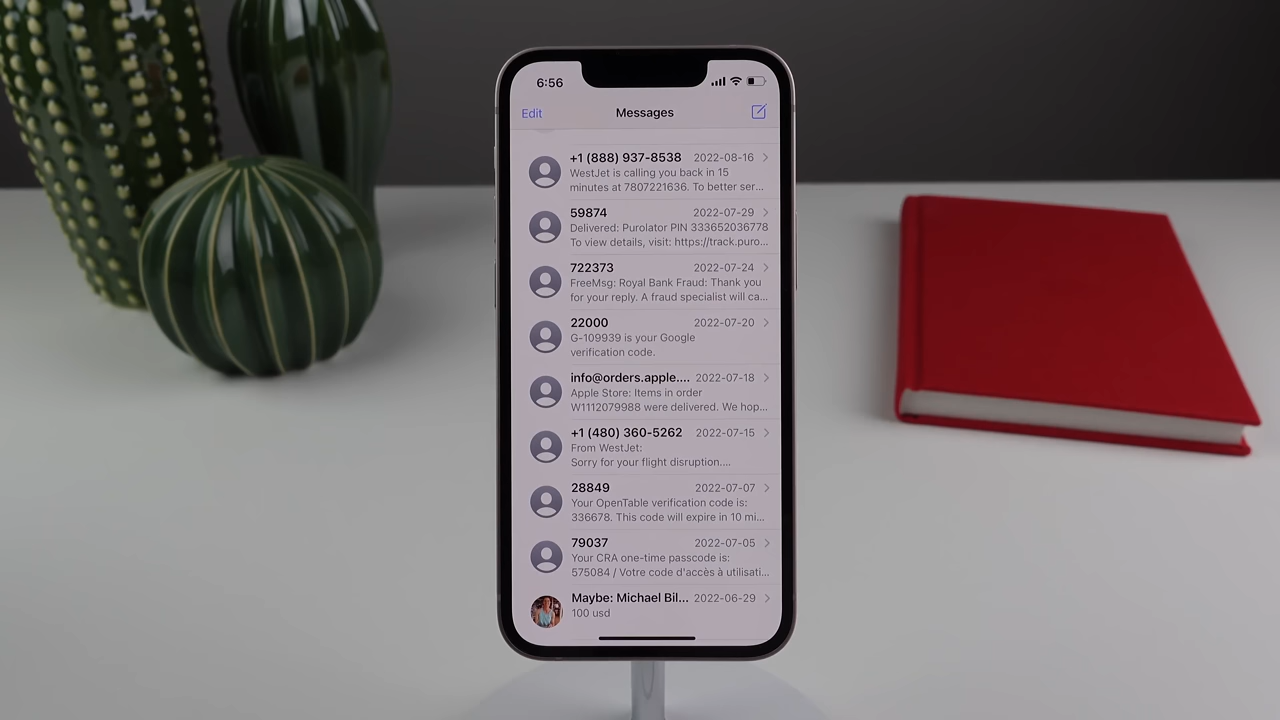 6:56
Edit
Messages
+1 (888) 937-8538 2022-08-16
WestJet is calling you back in 15
minutes at 7807221636. To better ser...
59874 2022-07-29
Delivered: Purolator PIN 333652036778
To view details, visit: https://track.puro...
722373 2022-07-24
FreeMsg: Royal Bank Fraud: Thank you
for your reply. A fraud specialist will ca...
22000 2022-07-20
G-109939 is your Google
verification code.
info@orders.apple.... 2022-07-18
Apple Store: Items in order
W1112079988 were delivered. We hop...
+1 (480) 360-5262 2022-07-15
From WestJet:
Sorry for your flight disruption....
28849 2022-07-07
Your OpenTable verification code is:
336678. This code will expire in 10 mi...
79037 2022-07-05
Your CRA one-time passcode is:
575084 / Votre code d'accès à utilisati...
Maybe: Michael Bil... 2022-06-29
100 usd